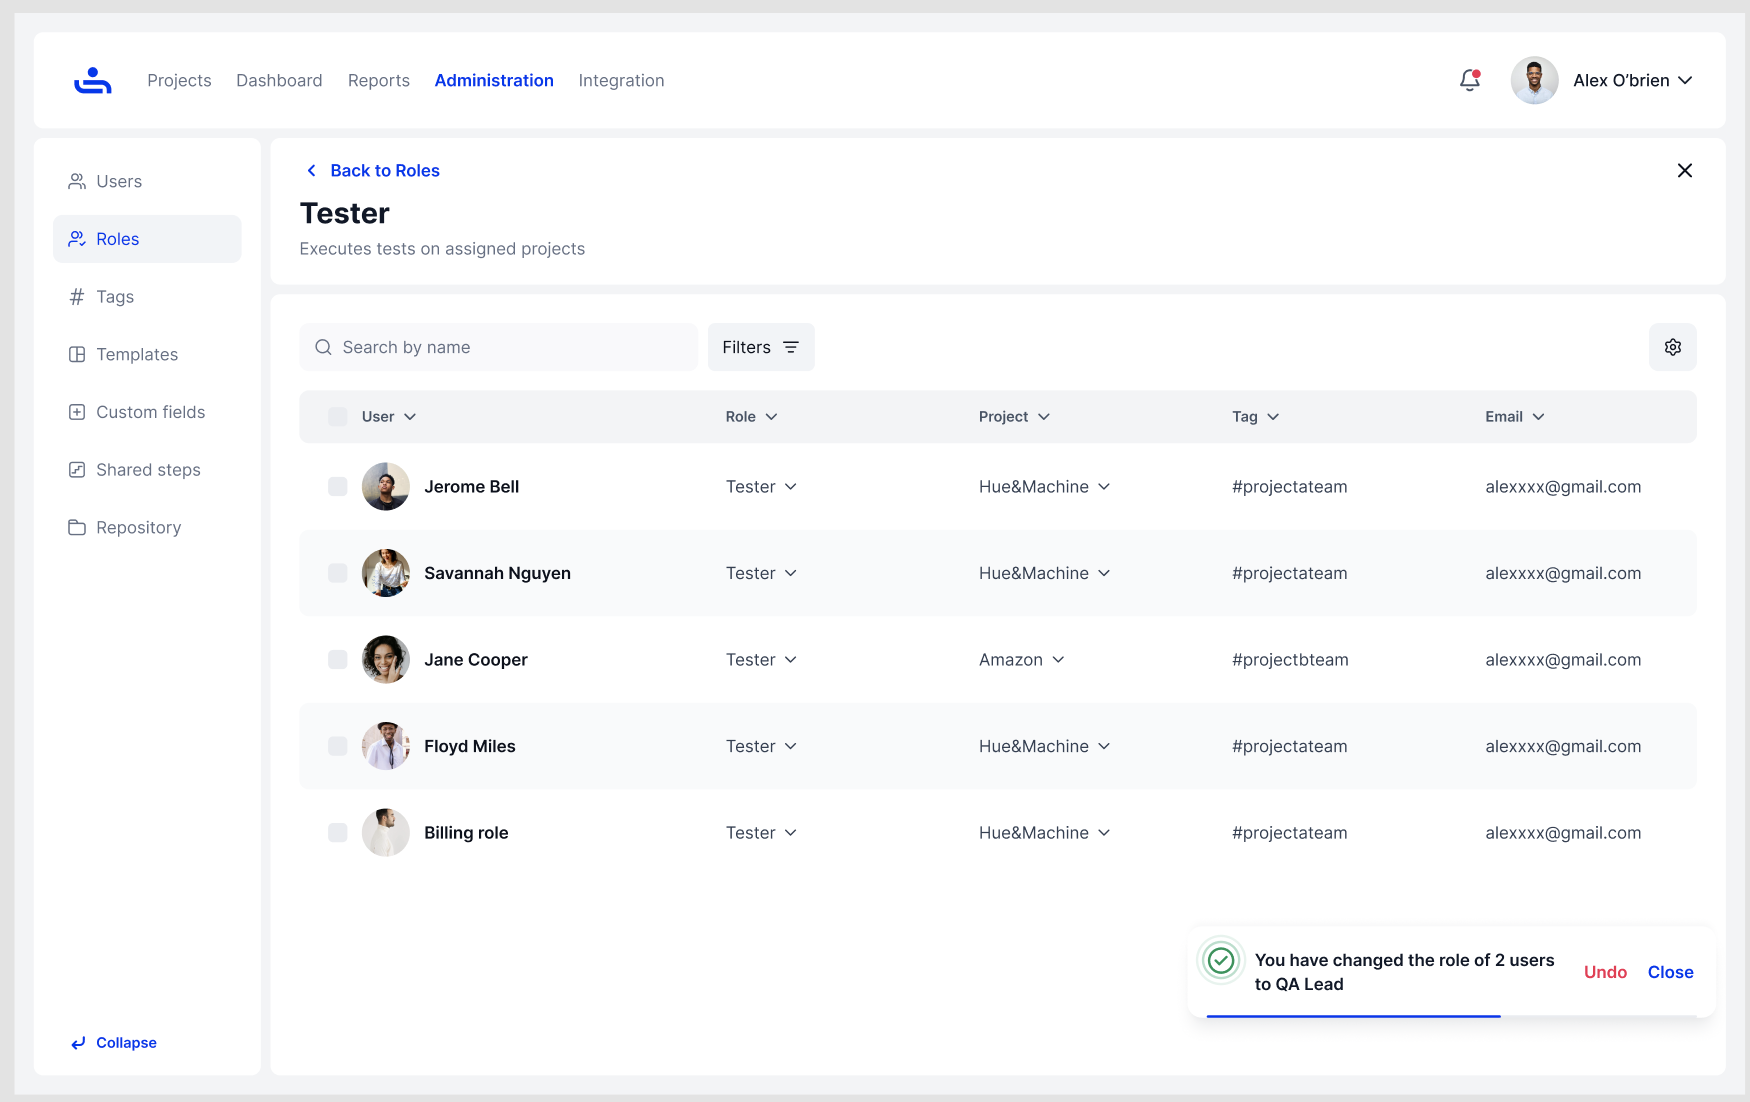 Projects Dashboard Reports Administration Integration
Alex O’brien
Users
Roles
Tags
Templates
Custom fields
Shared steps
Repository
Collapse
Back to Roles
Tester
Executes tests on assigned projects
Search by name
Filters
User Role Project Tag Email
Jerome Bell Tester Hue&Machine #projectateam alexxxx@gmail.com
Savannah Nguyen Tester Hue&Machine #projectateam alexxxx@gmail.com
Jane Cooper Tester Amazon #projectbteam alexxxx@gmail.com
Floyd Miles Tester Hue&Machine #projectateam alexxxx@gmail.com
Billing role Tester Hue&Machine #projectateam alexxxx@gmail.com
You have changed the role of 2 users
to QA Lead
Undo Close